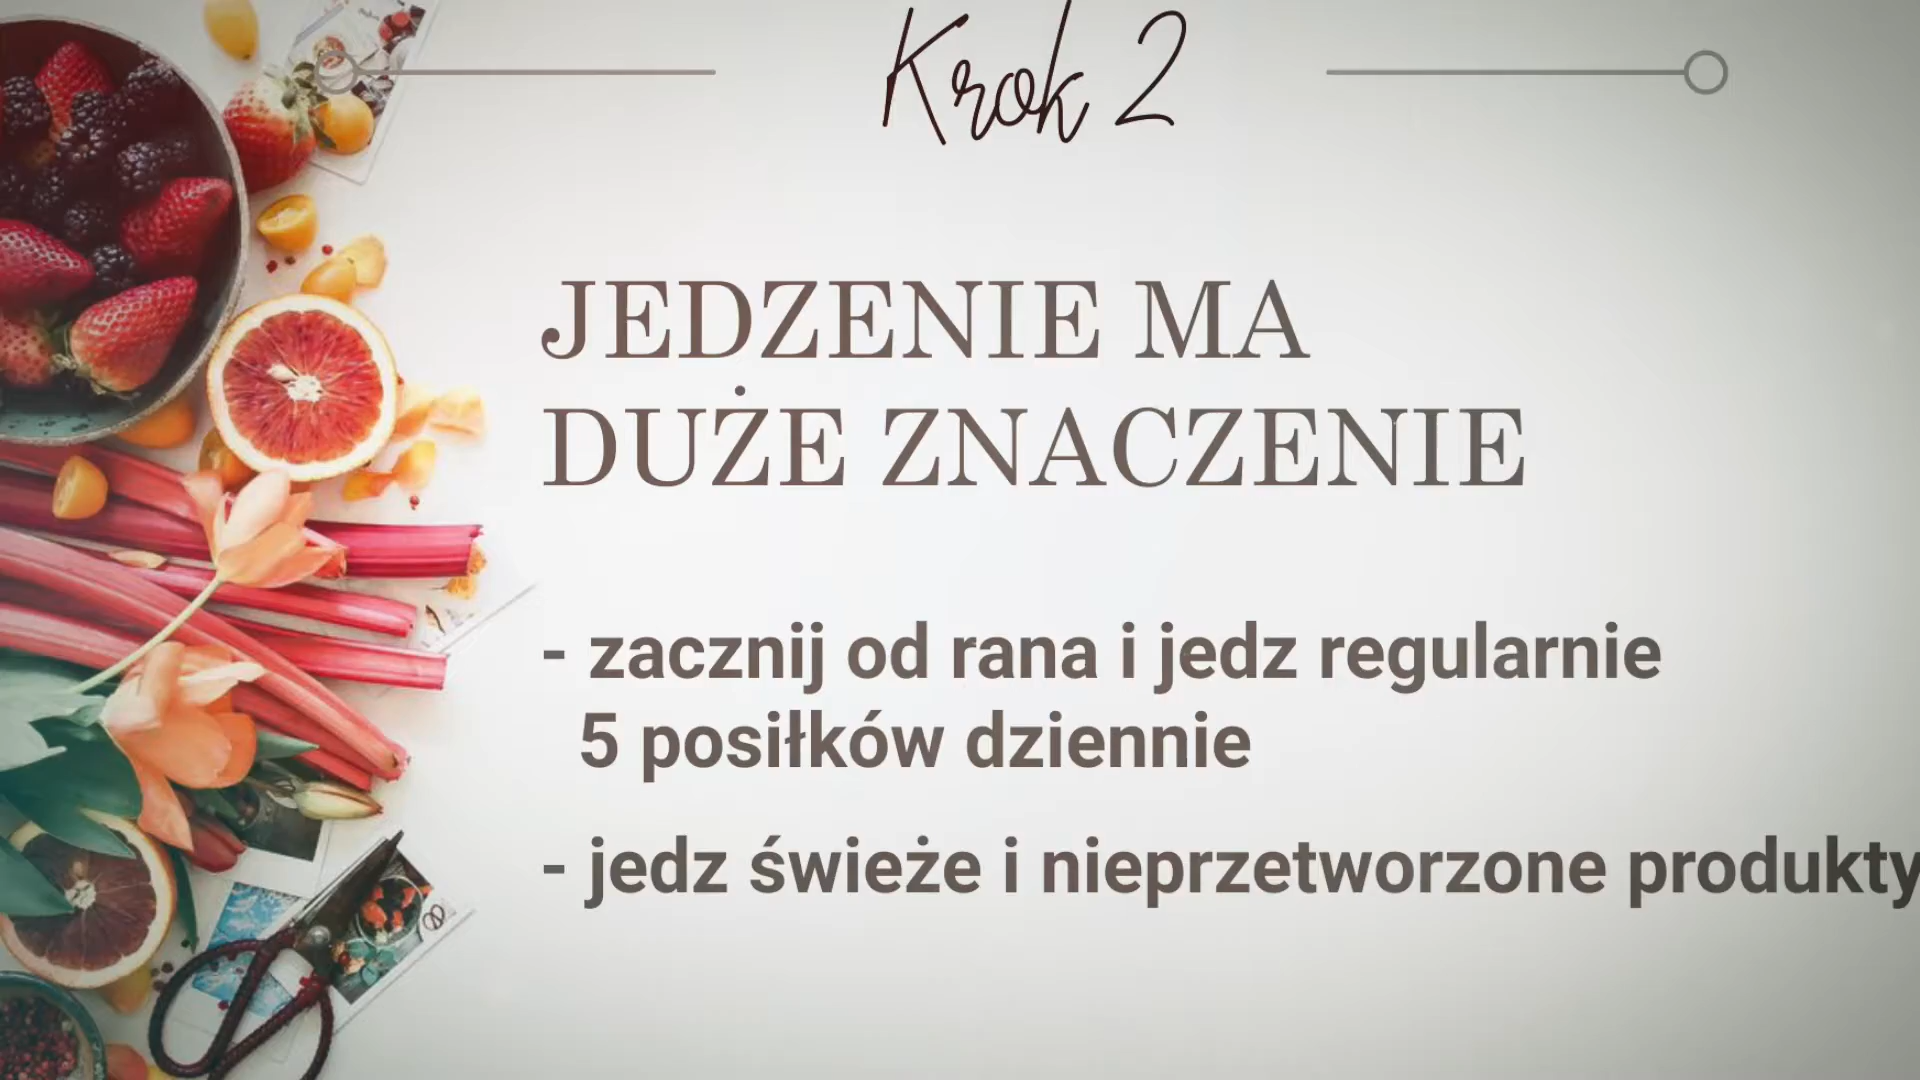 Krok 2
JEDZENIE MA
DUŻE ZNACZENIE
- zacznij od rana i jedz regularnie
5 posiłków dziennie
- jedz świeże i nieprzetworzone produkty